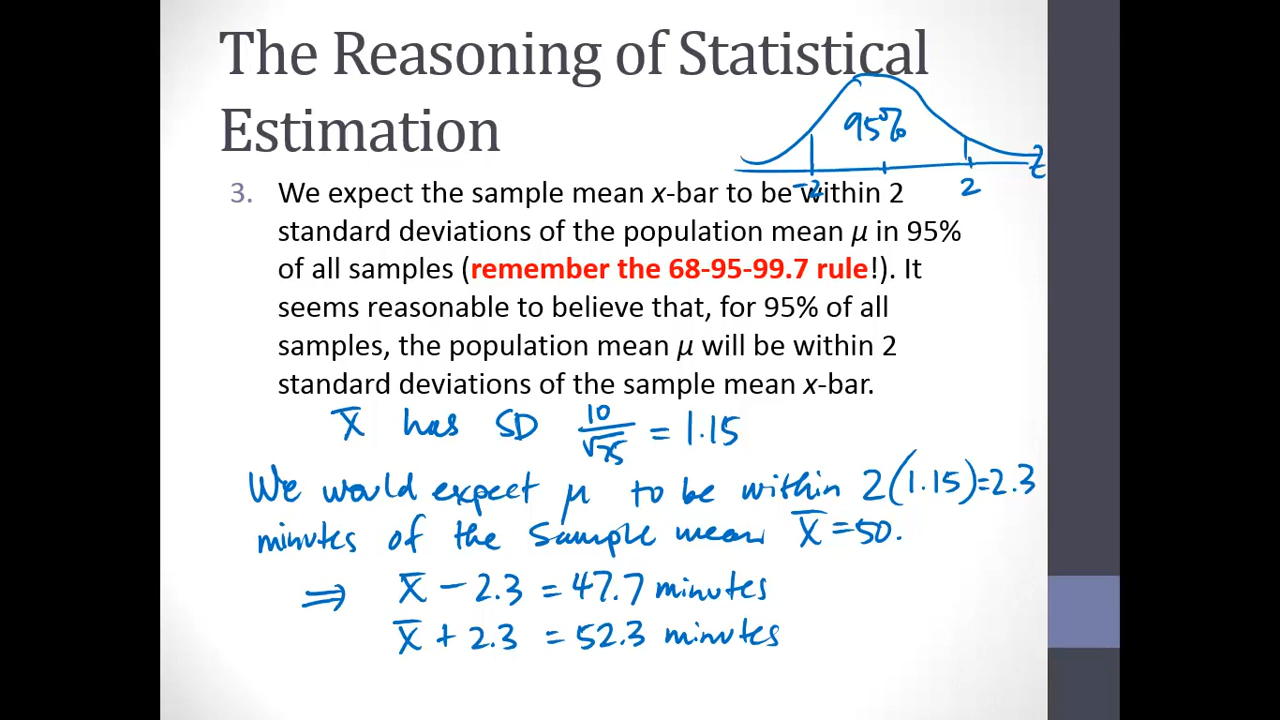 The Reasoning of Statistical
Estimation
95%
z
-2 2
3. We expect the sample mean x-bar to be within 2
standard deviations of the population mean μ in 95%
of all samples (remember the 68-95-99.7 rule!). It
seems reasonable to believe that, for 95% of all
samples, the population mean μ will be within 2
standard deviations of the sample mean x-bar.
x̄ has SD 10/√75 = 1.15
We would expect μ to be within 2(1.15)=2.3
minutes of the sample mean x̄ = 50.
⇒ x̄ - 2.3 = 47.7 minutes
x̄ + 2.3 = 52.3 minutes